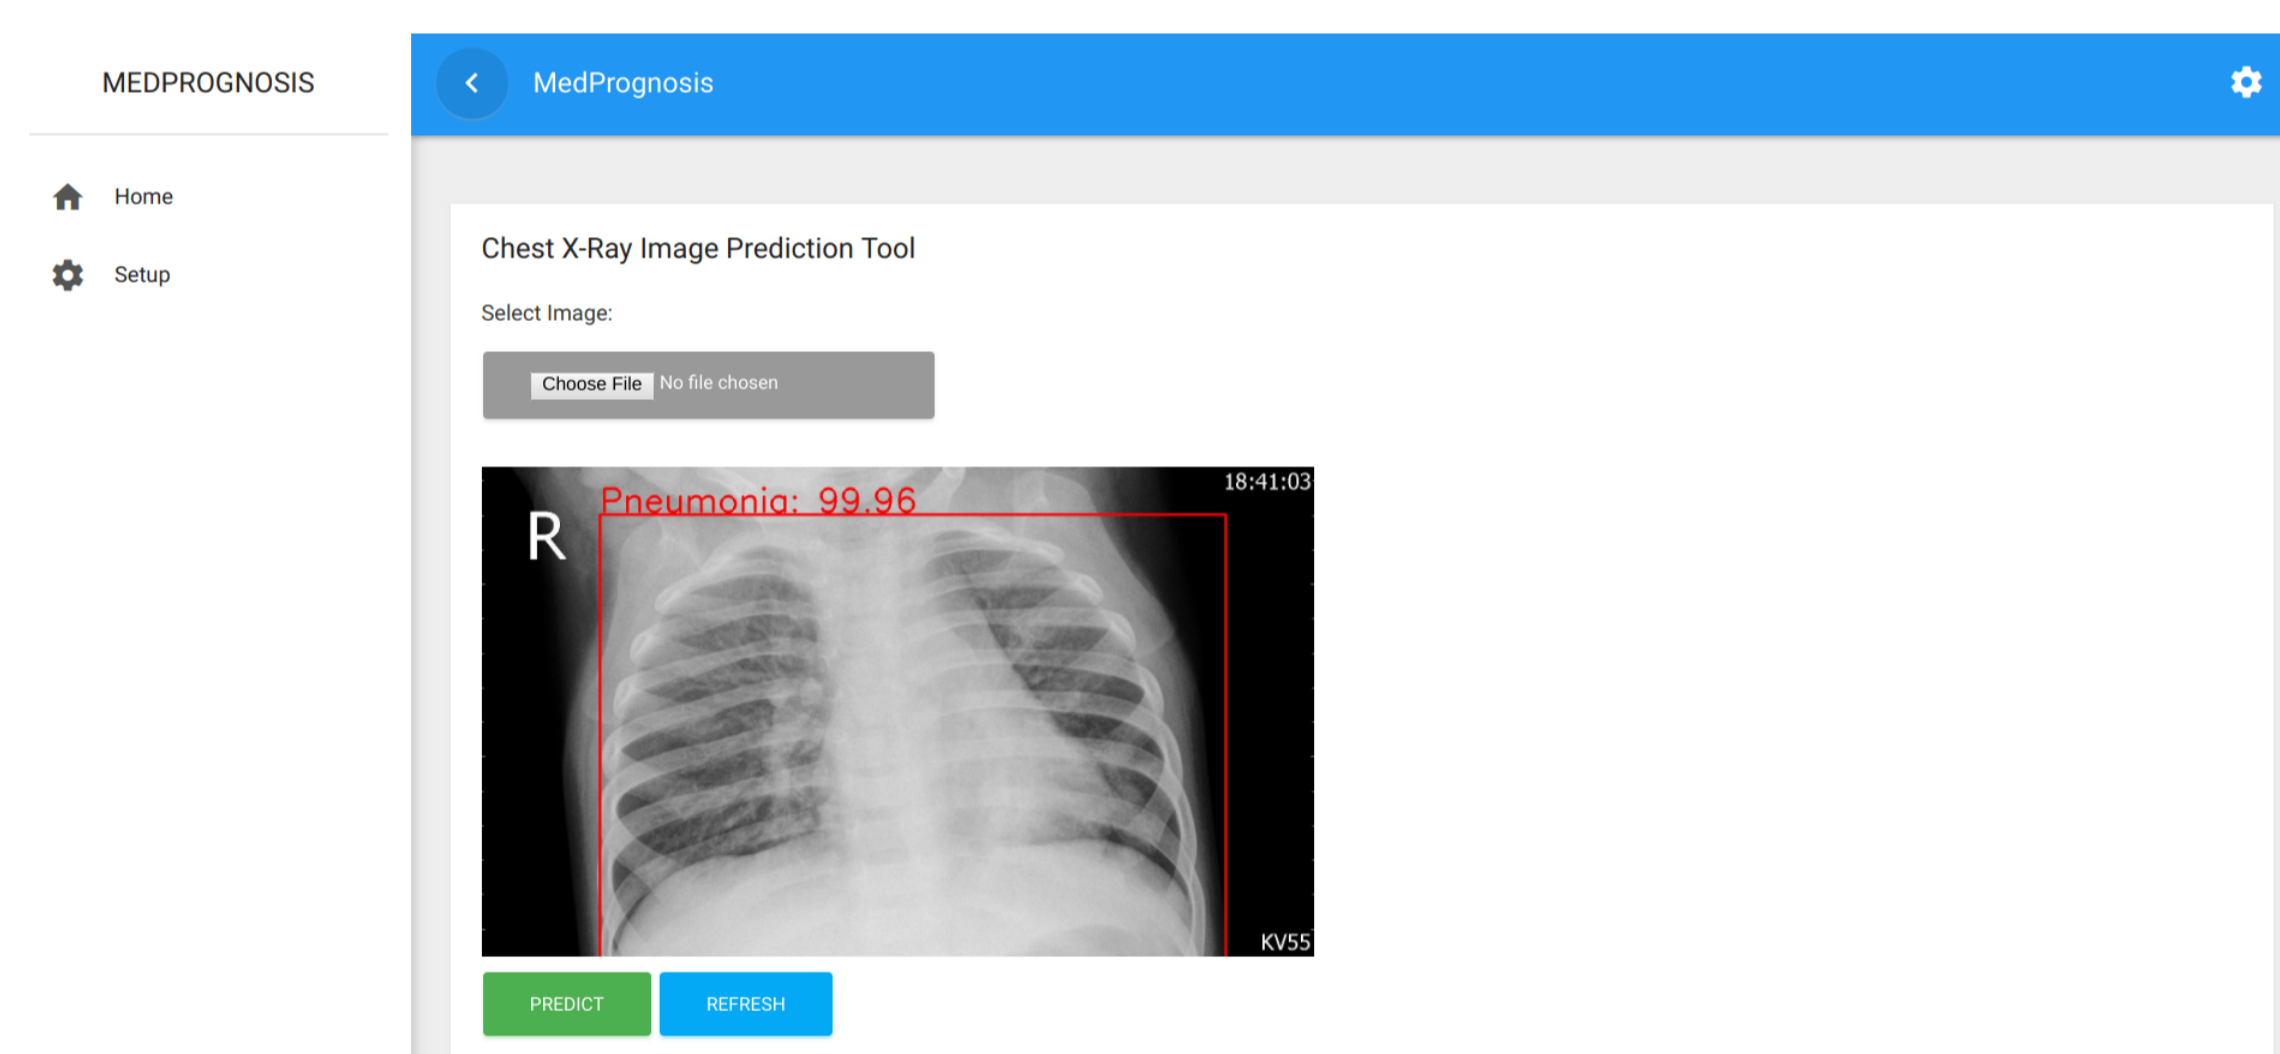 MEDPROGNOSIS
MedPrognosis
Home
Setup
Chest X-Ray Image Prediction Tool
Select Image:
Choose File No file chosen
18:41:03
Pneumonia: 99.96
R
KV55
PREDICT
REFRESH